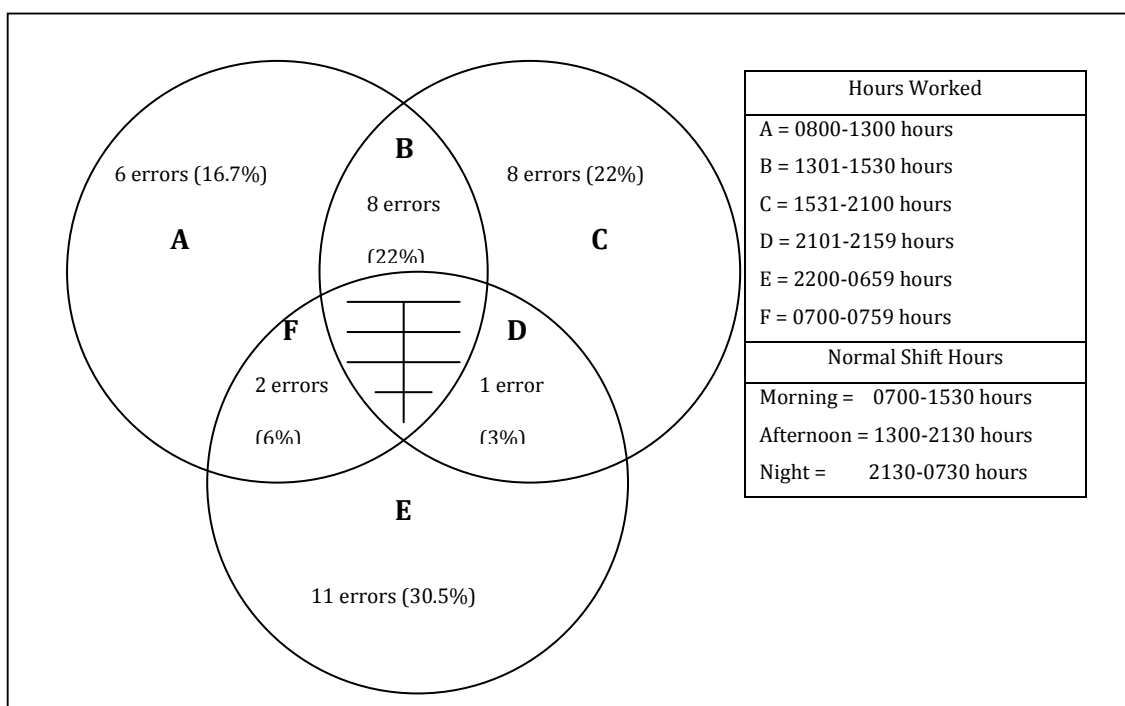 B
6 errors (16.7%)
8 errors (22%)
8 errors
A
C
(22%)
F
D
2 errors
1 error
(6%)
(3%)
E
11 errors (30.5%)
Hours Worked
A = 0800-1300 hours
B = 1301-1530 hours
C = 1531-2100 hours
D = 2101-2159 hours
E = 2200-0659 hours
F = 0700-0759 hours
Normal Shift Hours
Morning = 0700-1530 hours
Afternoon = 1300-2130 hours
Night = 2130-0730 hours